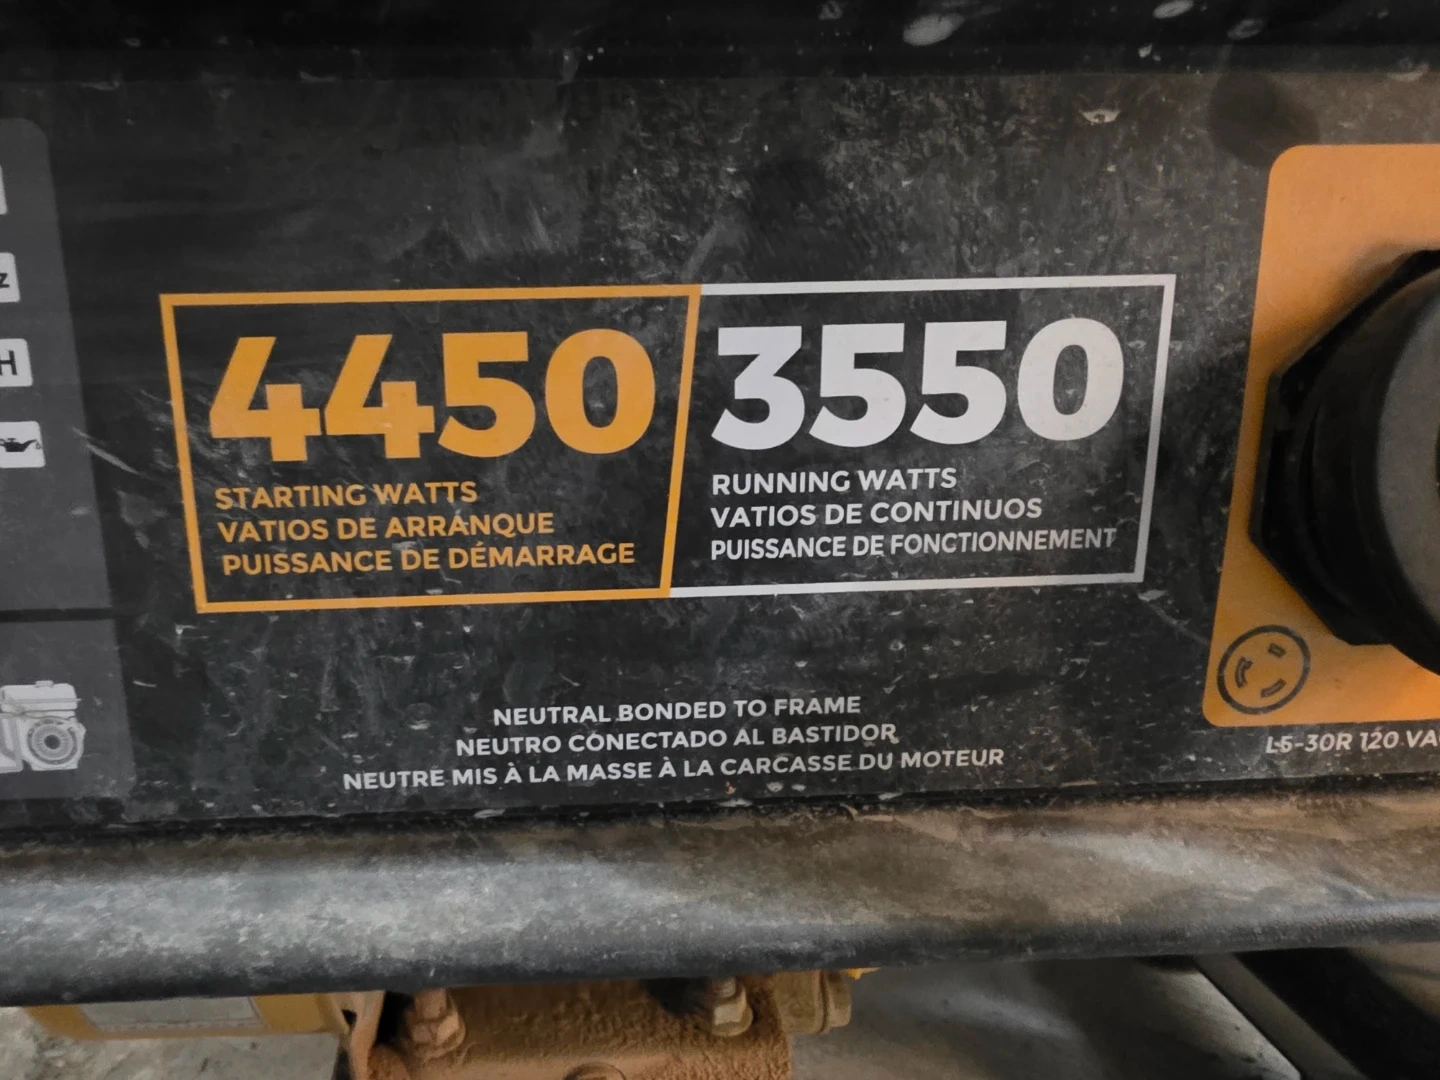 Z
H
4450
STARTING WATTS
VATIOS DE ARRANQUE
PUISSANCE DE DÉMARRAGE
3550
RUNNING WATTS
VATIOS DE CONTINUOS
PUISSANCE DE FONCTIONNEMENT
NEUTRAL BONDED TO FRAME
NEUTRO CONECTADO AL BASTIDOR
NEUTRE MIS À LA MASSE À LA CARCASSE DU MOTEUR
L5-30R 120 VA